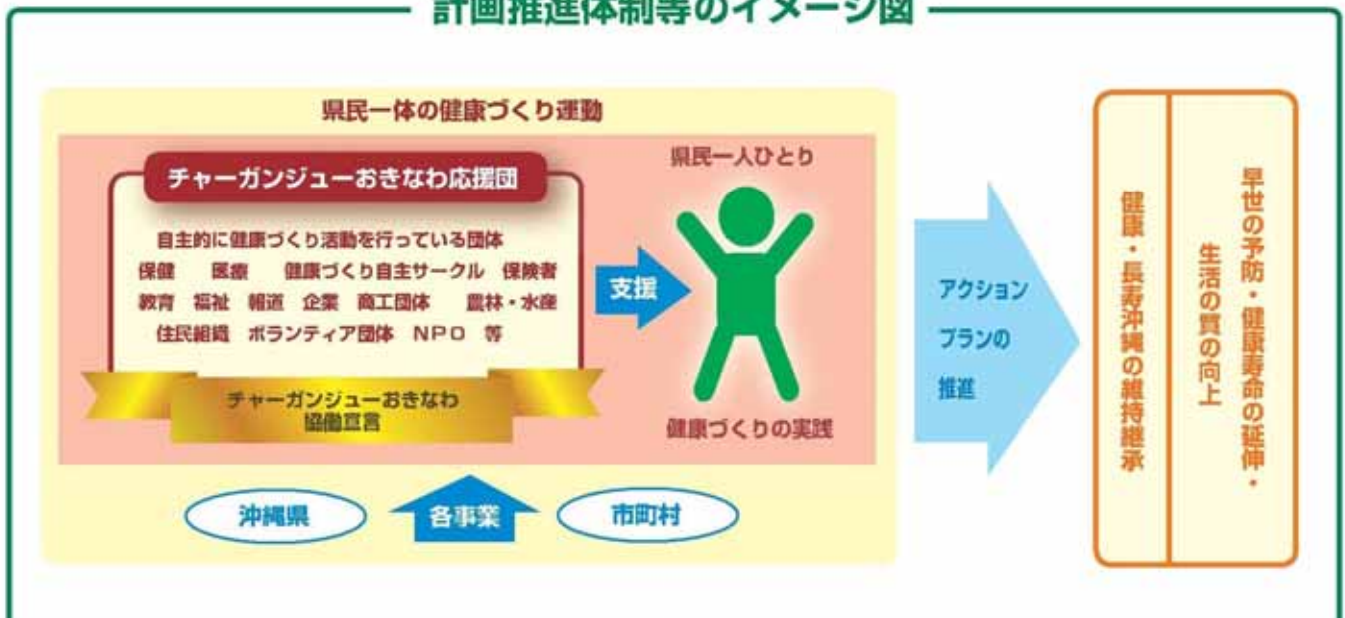 計画推進体制等のイメージ図
県民一体の健康づくり運動
チャーガンジューおきなわ応援団
自主的に健康づくり活動を行っている団体
保健 医療 健康づくり自主サークル 保険者
教育 福祉 報道 企業 商工団体 農林・水産
住民組織 ボランティア団体 NPO 等
チャーガンジューおきなわ
協働宣言
支援
県民一人ひとり
健康づくりの実践
沖縄県
各事業
市町村
アクション
プランの
推進
早世の予防・健康寿命の延伸・
生活の質の向上
健康・長寿沖縄の維持継承